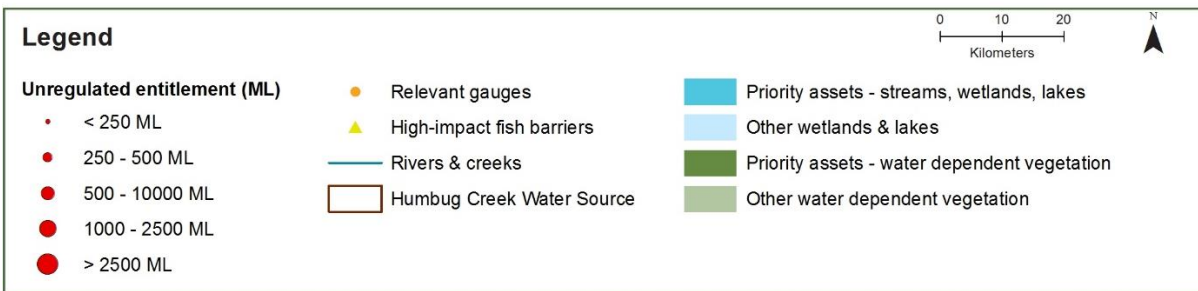 Legend
0 10 20
Kilometers
N
Unregulated entitlement (ML)
< 250 ML
250 - 500 ML
500 - 10000 ML
1000 - 2500 ML
> 2500 ML
Relevant gauges
High-impact fish barriers
Rivers & creeks
Humbug Creek Water Source
Priority assets - streams, wetlands, lakes
Other wetlands & lakes
Priority assets - water dependent vegetation
Other water dependent vegetation